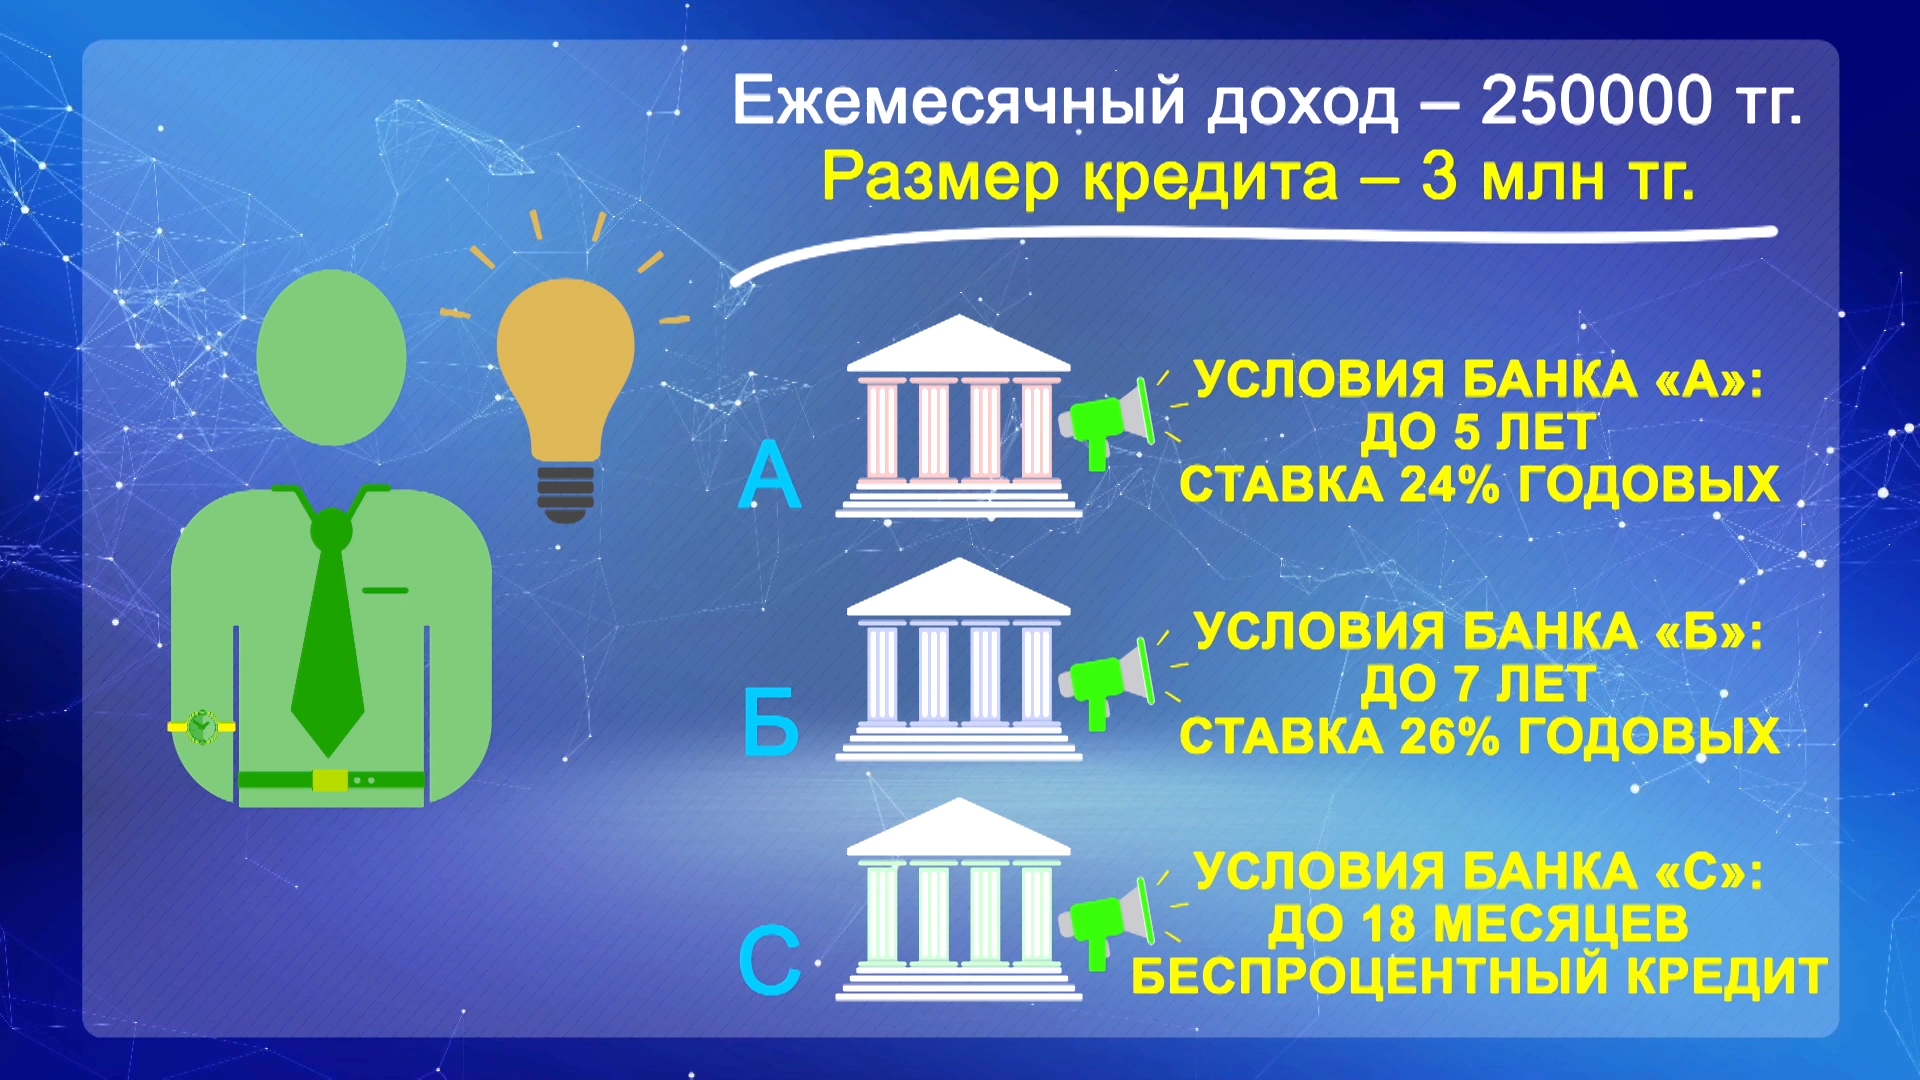 Ежемесячный доход – 250000 тг.
Размер кредита – 3 млн тг.
А
УСЛОВИЯ БАНКА «А»:
ДО 5 ЛЕТ
СТАВКА 24% ГОДОВЫХ
Б
УСЛОВИЯ БАНКА «Б»:
ДО 7 ЛЕТ
СТАВКА 26% ГОДОВЫХ
С
УСЛОВИЯ БАНКА «С»:
ДО 18 МЕСЯЦЕВ
БЕСПРОЦЕНТНЫЙ КРЕДИТ